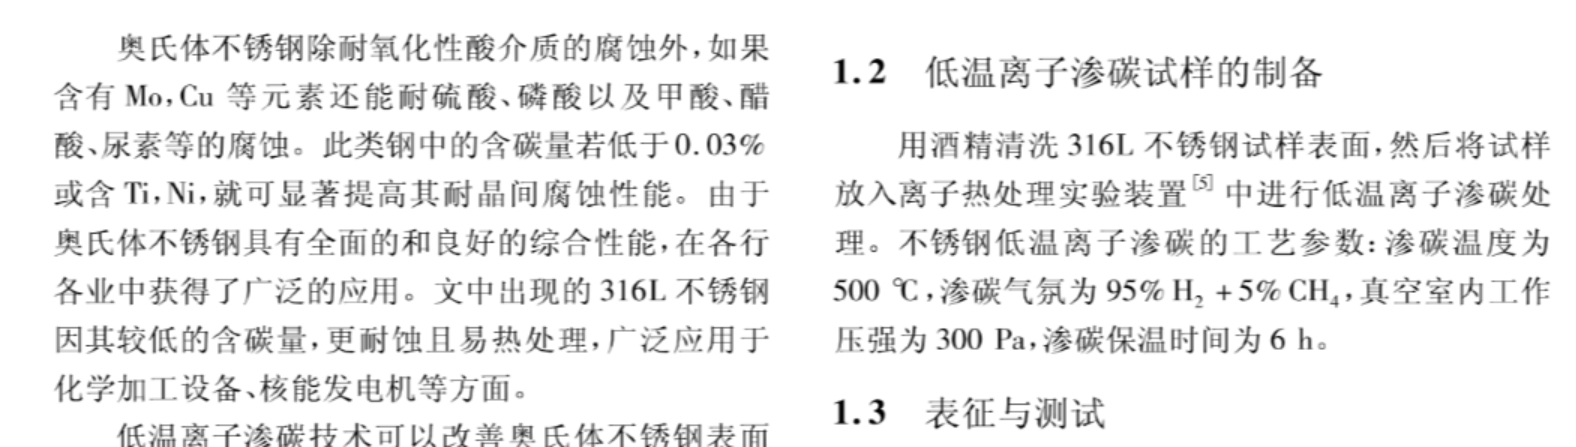 奥氏体不锈钢除耐氧化性酸介质的腐蚀外,如果
含有 Mo,Cu 等元素还能耐硫酸、磷酸以及甲酸、醋
酸、尿素等的腐蚀。此类钢中的含碳量若低于0.03%
或含 Ti,Ni,就可显著提高其耐晶间腐蚀性能。由于
奥氏体不锈钢具有全面的和良好的综合性能,在各行
各业中获得了广泛的应用。文中出现的 316L 不锈钢
因其较低的含碳量,更耐蚀且易热处理,广泛应用于
化学加工设备、核能发电机等方面。
低温离子渗碳技术可以改善奥氏体不锈钢表面
1.2 低温离子渗碳试样的制备
用酒精清洗 316L 不锈钢试样表面,然后将试样
放入离子热处理实验装置[5]中进行低温离子渗碳处
理。不锈钢低温离子渗碳的工艺参数:渗碳温度为
500 ℃,渗碳气氛为 95% H₂ +5% CH₄,真空室内工作
压强为 300 Pa,渗碳保温时间为 6 h。
1.3 表征与测试